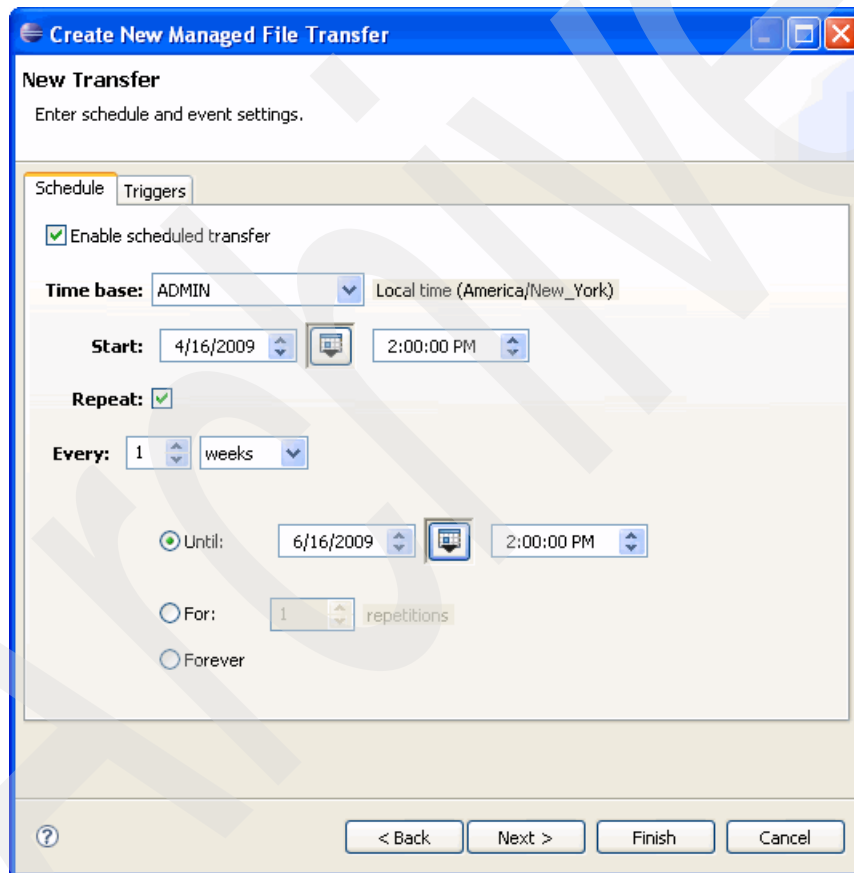 Create New Managed File Transfer
New Transfer
Enter schedule and event settings.
Schedule Triggers
Enable scheduled transfer
Time base: ADMIN Local time (America/New_York)
Start: 4/16/2009 2:00:00 PM
Repeat:
Every: 1 weeks
Until: 6/16/2009 2:00:00 PM
For: 1 repetitions
Forever
? < Back Next > Finish Cancel